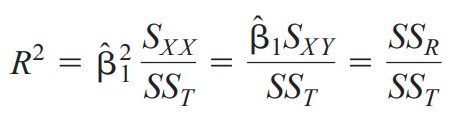 R² = β̂₁² S_XX / SS_T = β̂₁S_XY / SS_T = SS_R / SS_T